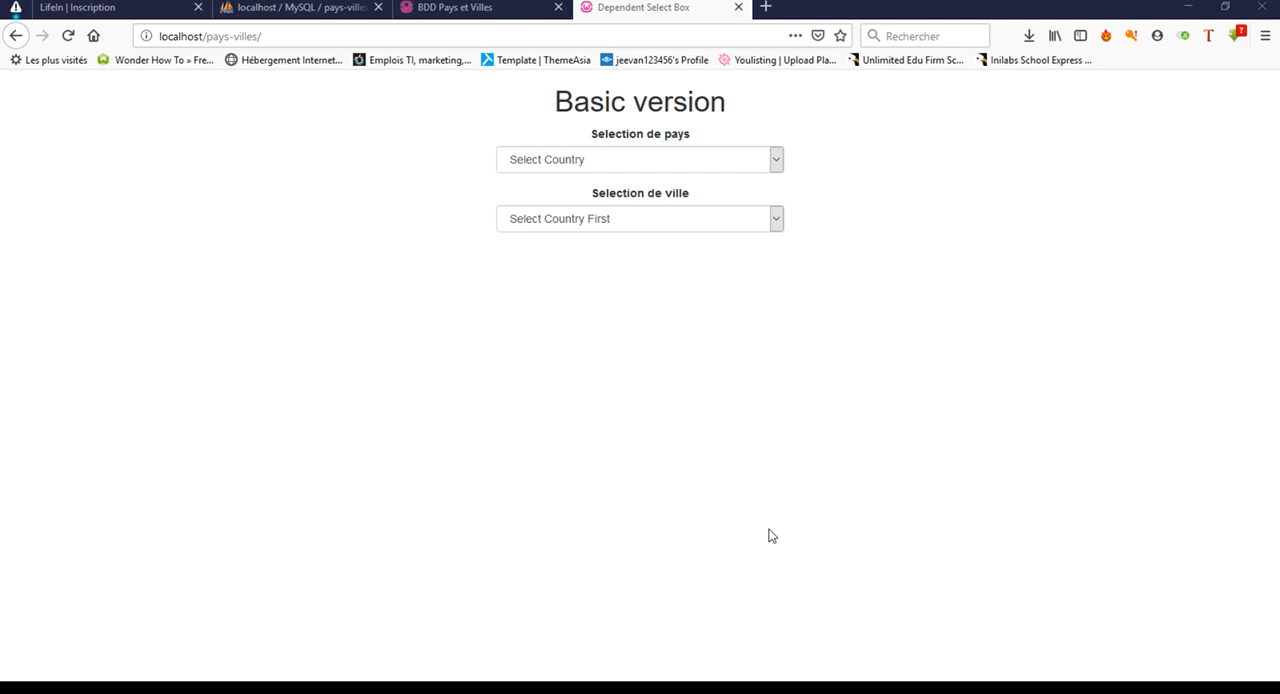 LifeIn | Inscription
localhost / MySQL / pays-villes
BDD Pays et Villes
Dependent Select Box
localhost/pays-villes/
Rechercher
Les plus visités
Wonder How To » Fre...
Hébergement Internet...
Emplois TI, marketing,...
Template | ThemeAsia
jeevan123456's Profile
Youlisting | Upload Pla...
Unlimited Edu Firm Sc...
Inilabs School Express ...
Basic version
Selection de pays
Select Country
Selection de ville
Select Country First